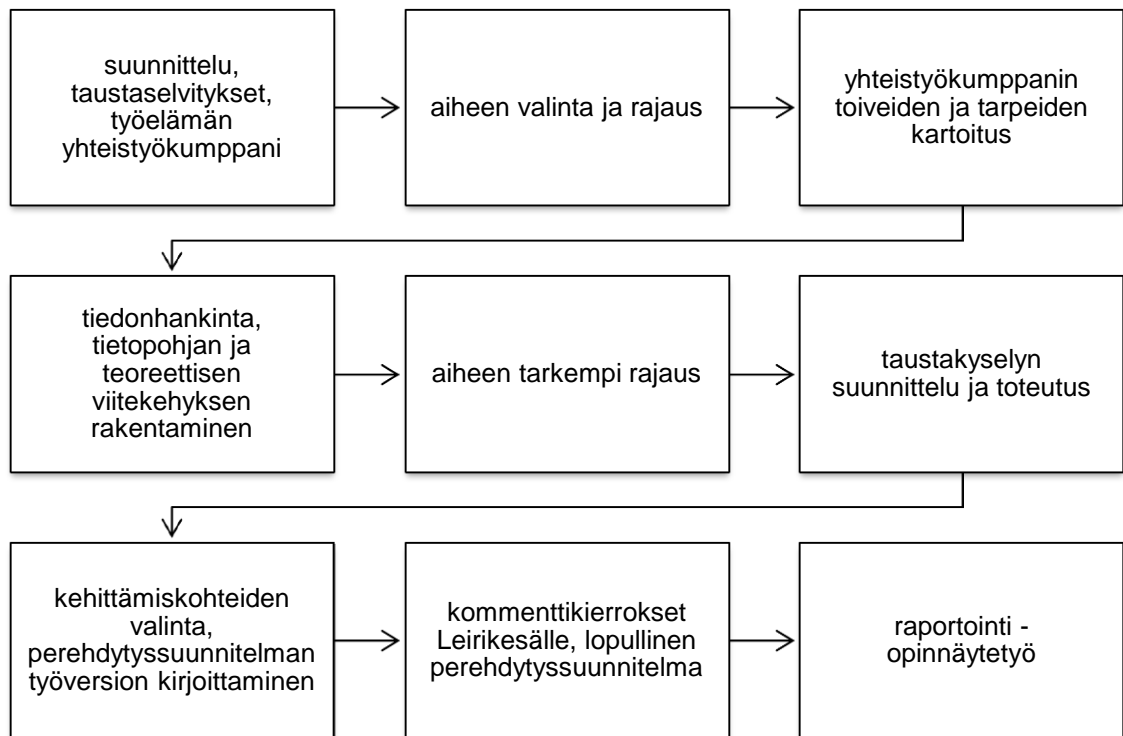 suunnittelu,
taustaselvitykset,
työelämän
yhteistyökumppani
aiheen valinta ja rajaus
yhteistyökumppanin
toiveiden ja tarpeiden
kartoitus
tiedonhankinta,
tietopohjan ja
teoreettisen
viitekehyksen
rakentaminen
aiheen tarkempi rajaus
taustakyselyn
suunnittelu ja toteutus
kehittämiskohteiden
valinta,
perehdytyssuunnitelman
työversion kirjoittaminen
kommenttikierrokset
Leirikesälle, lopullinen
perehdytyssuunnitelma
raportointi -
opinnäytetyö